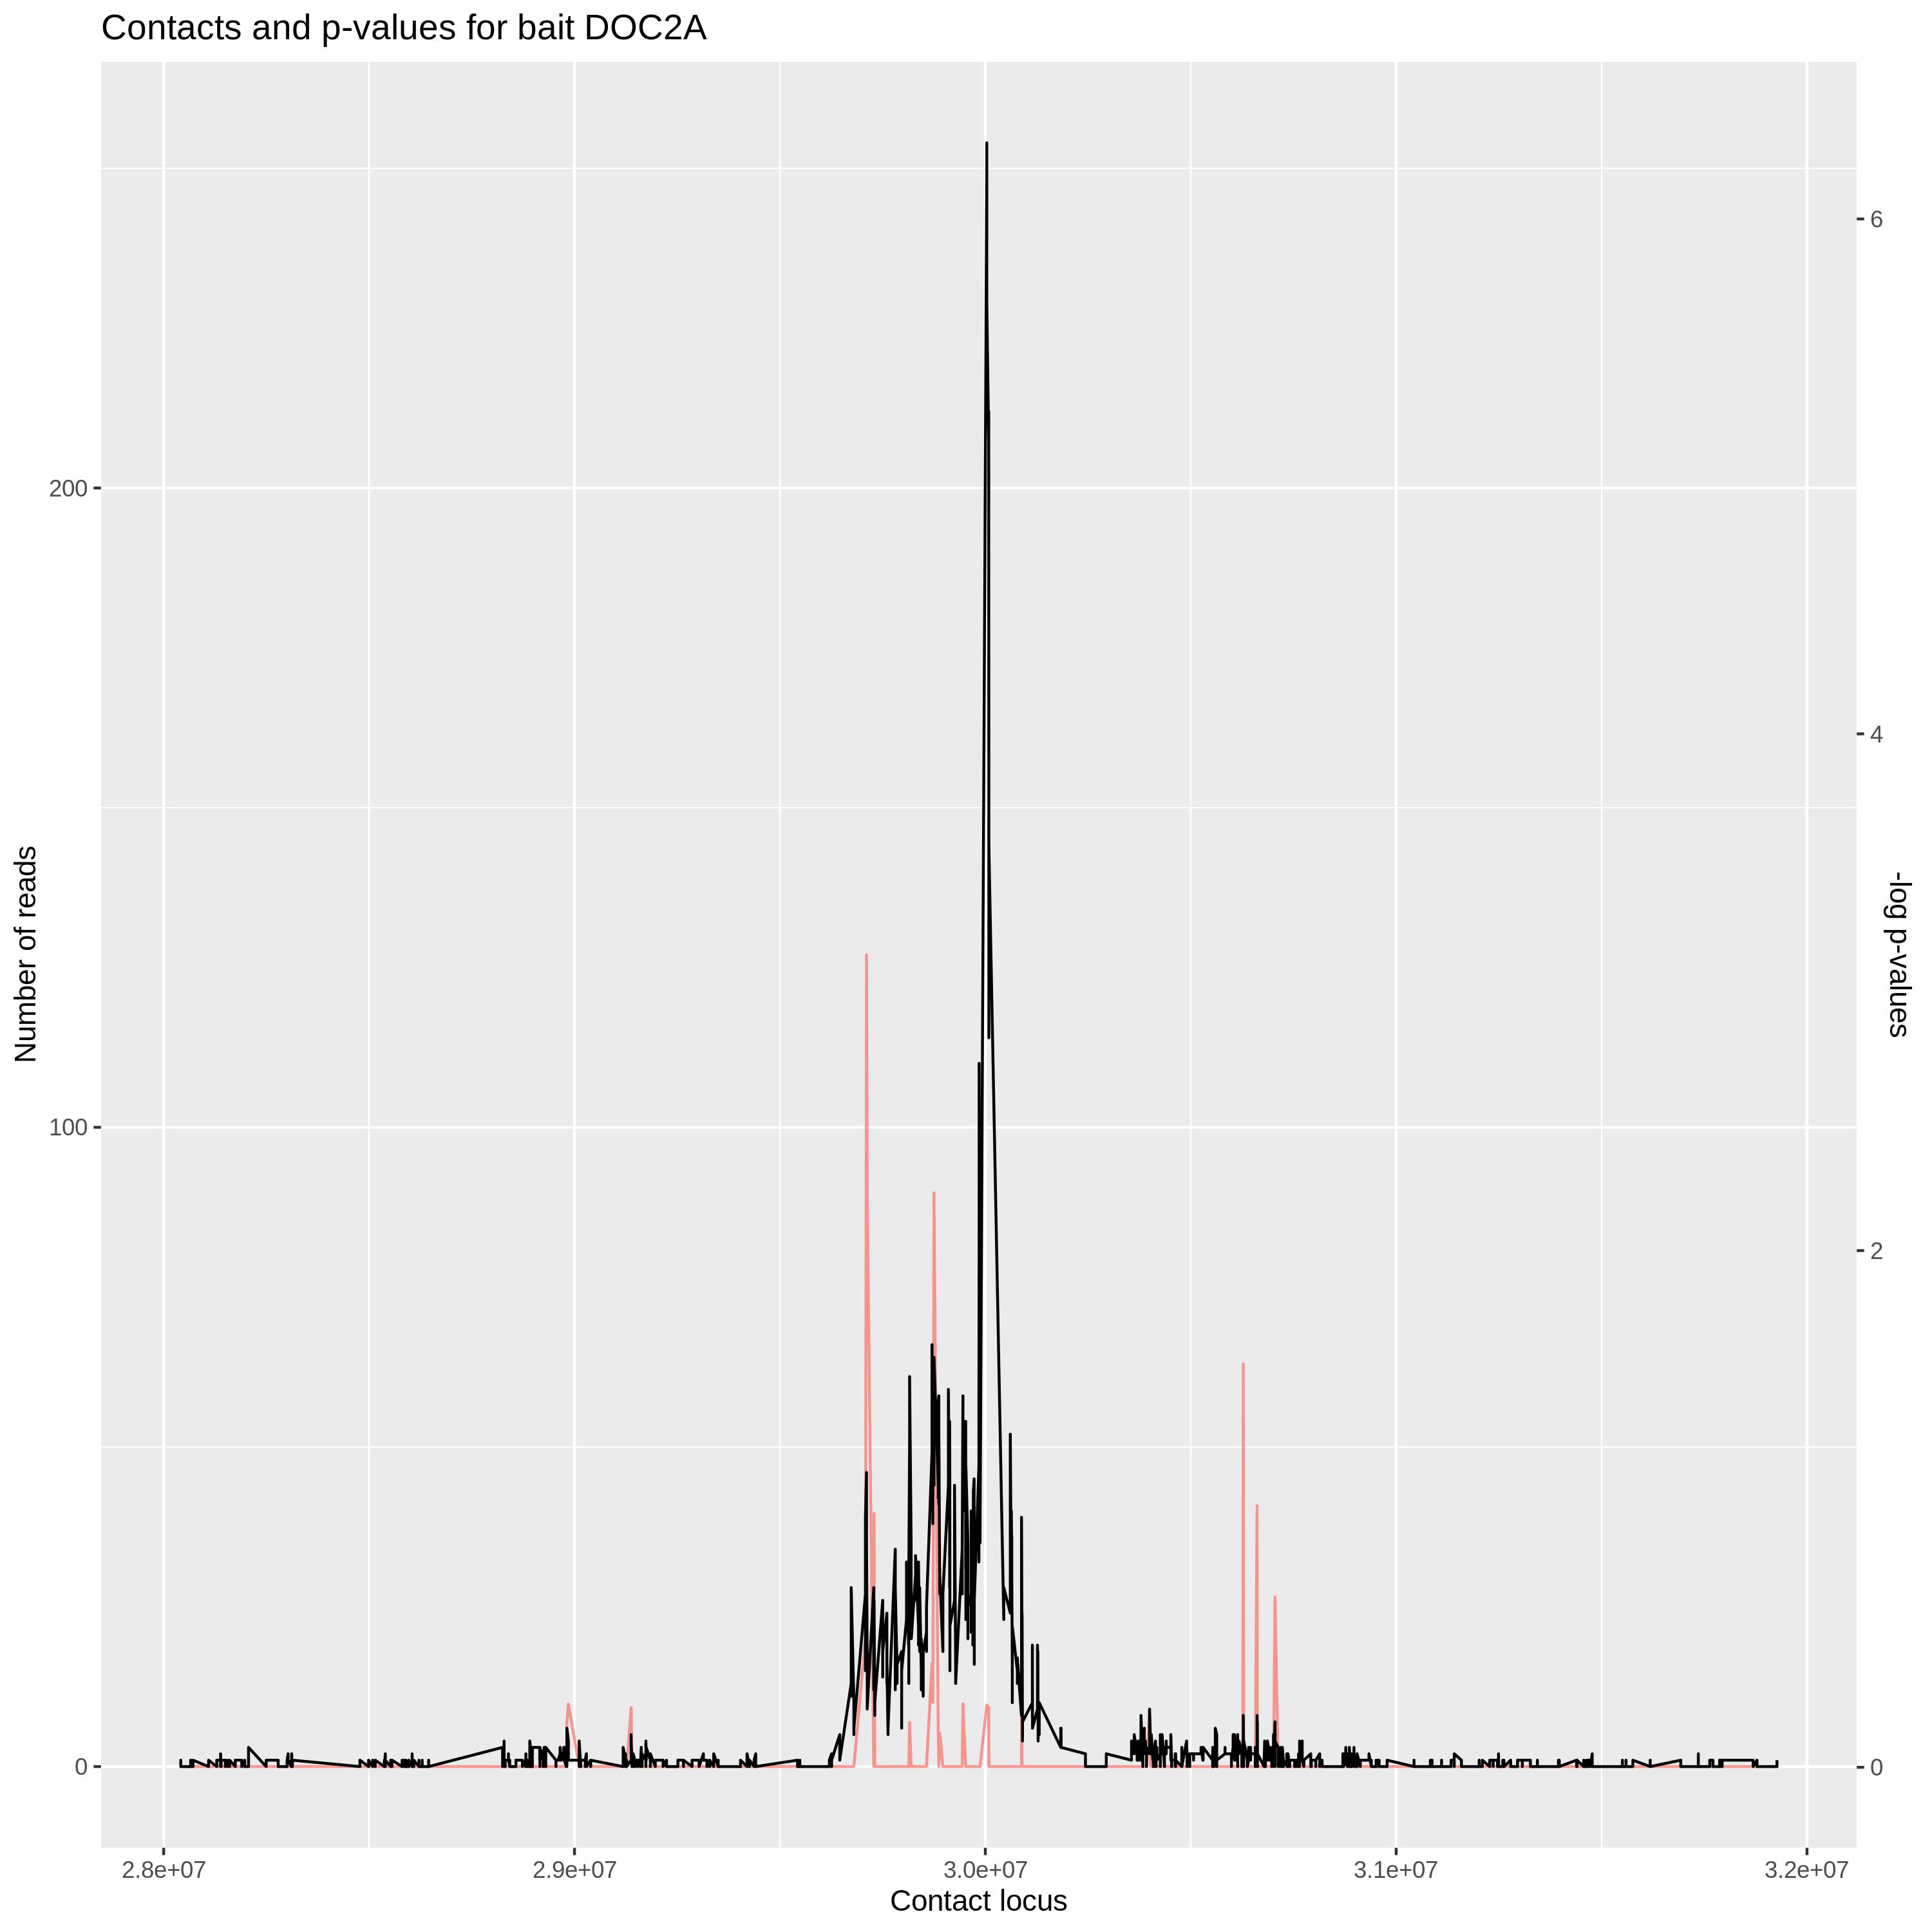 Contacts and p-values for bait DOC2A
Number of reads
200
100
0
6
4
2
0
-log p-values
2.8e+07
2.9e+07
3.0e+07
3.1e+07
3.2e+07
Contact locus